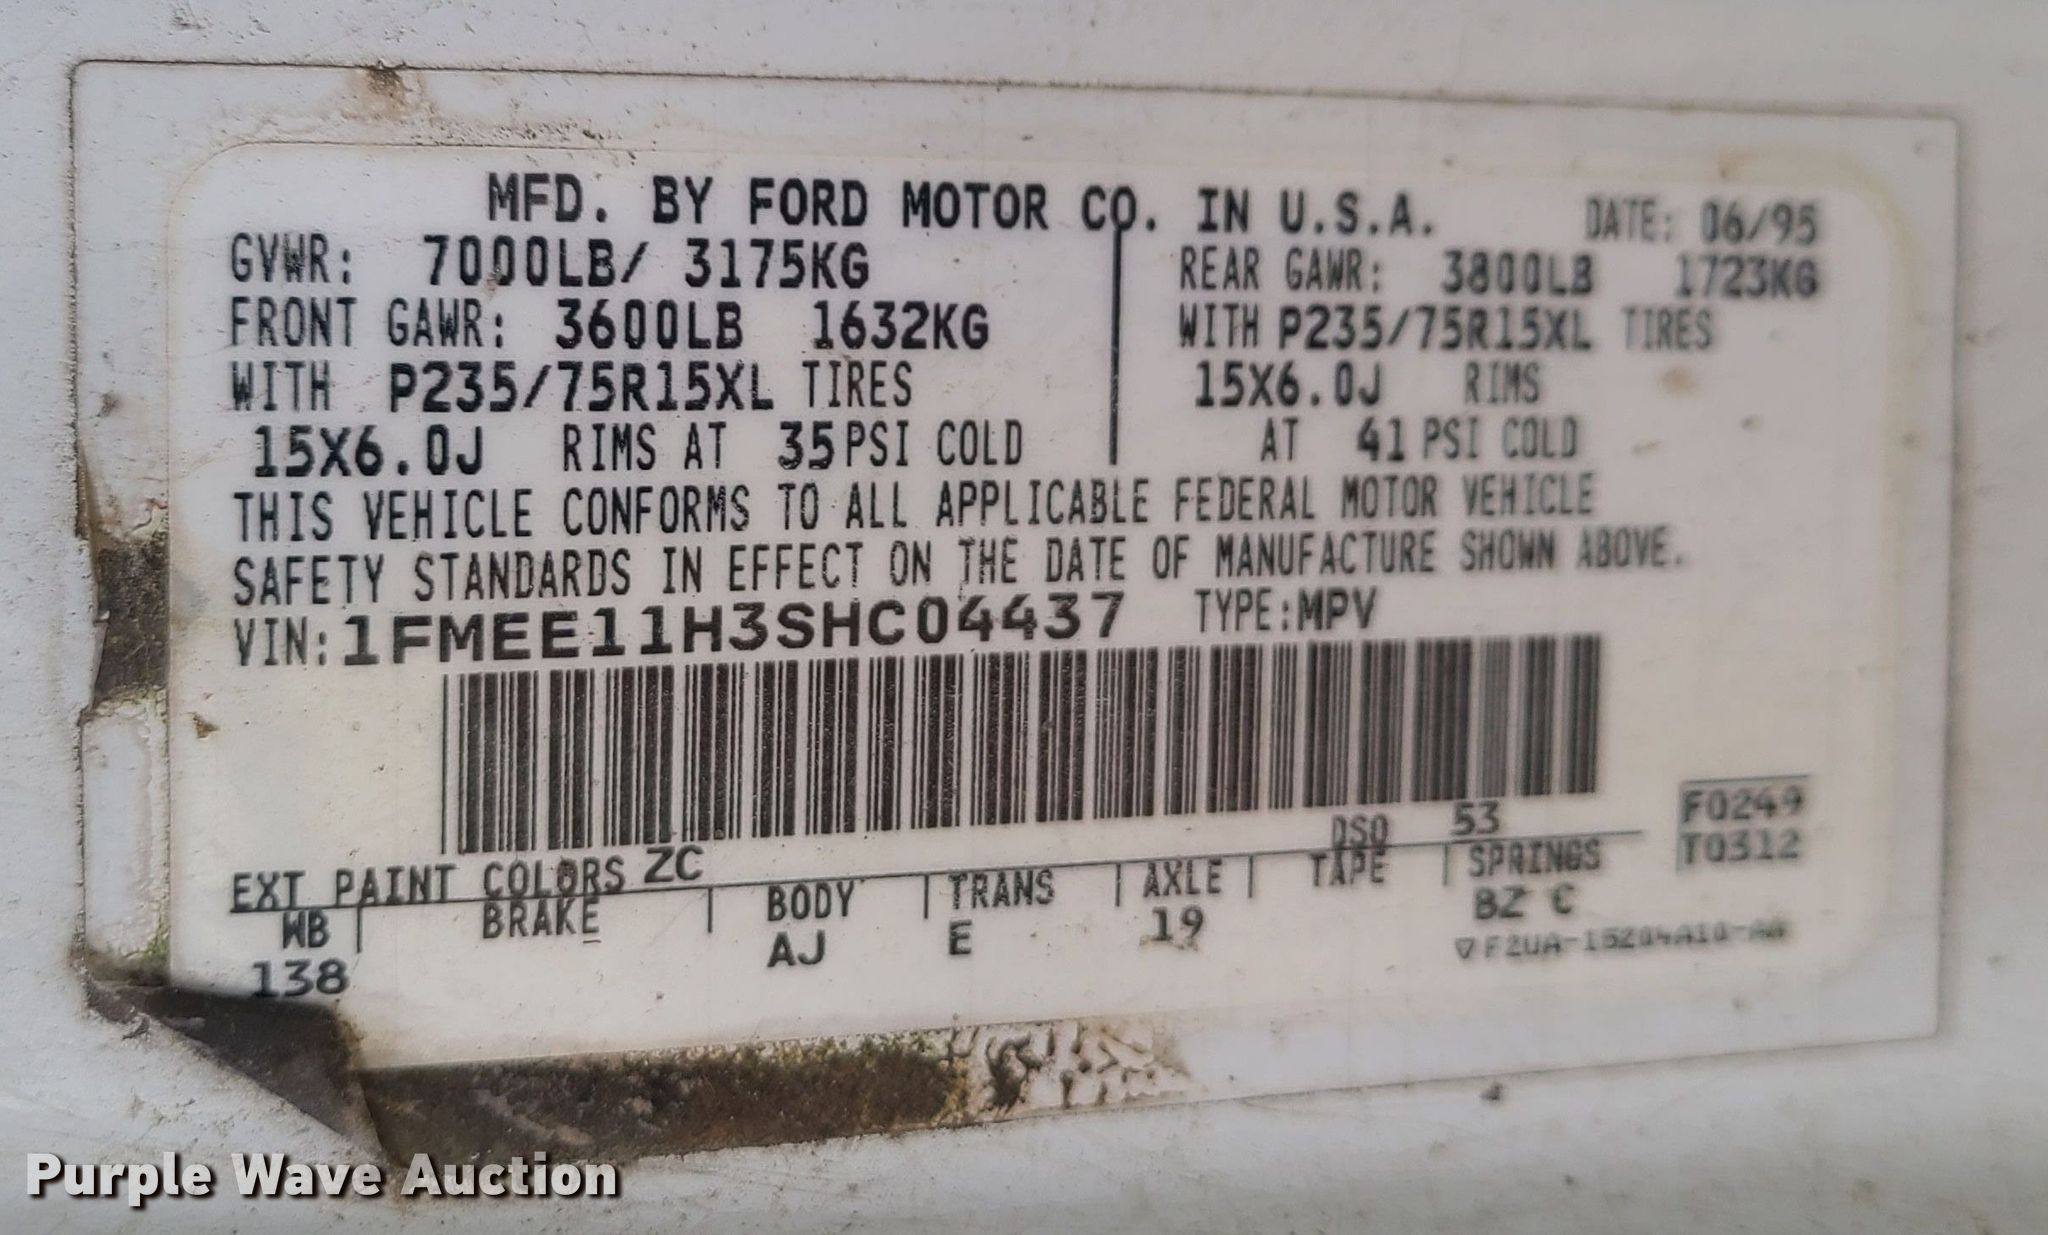 MFD. BY FORD MOTOR CO. IN U.S.A.
DATE: 06/95
GVWR: 7000LB/ 3175KG
FRONT GAWR: 3600LB 1632KG
WITH P235/75R15XL TIRES
15X6.0J RIMS AT 35 PSI COLD
REAR GAWR: 3800LB 1723KG
WITH P235/75R15XL TIRES
15X6.0J RIMS
AT 41 PSI COLD
THIS VEHICLE CONFORMS TO ALL APPLICABLE FEDERAL MOTOR VEHICLE
SAFETY STANDARDS IN EFFECT ON THE DATE OF MANUFACTURE SHOWN ABOVE.
VIN: 1FMEE11H3SHC04437 TYPE: MPV
F0249
T0312
EXT PAINT COLORS ZC DSO 53
WB | BRAKE | BODY | TRANS | AXLE | TAPE | SPRINGS
138 AJ E 19 BZ C
▽F2UA-15204A10-AA
Purple Wave Auction